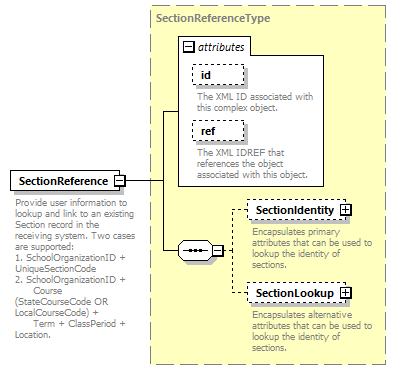 SectionReferenceType
attributes
id
The XML ID associated with
this complex object.
ref
The XML IDREF that
references the object
associated with this object.
SectionReference
Provide user information to
lookup and link to an existing
Section record in the
receiving system. Two cases
are supported:
1. SchoolOrganizationID +
UniqueSectionCode
2. SchoolOrganizationID +
Course
(StateCourseCode OR
LocalCourseCode) +
Term + ClassPeriod +
Location.
SectionIdentity
Encapsulates primary
attributes that can be used to
lookup the identity of
sections.
SectionLookup
Encapsulates alternative
attributes that can be used to
lookup the identity of
sections.